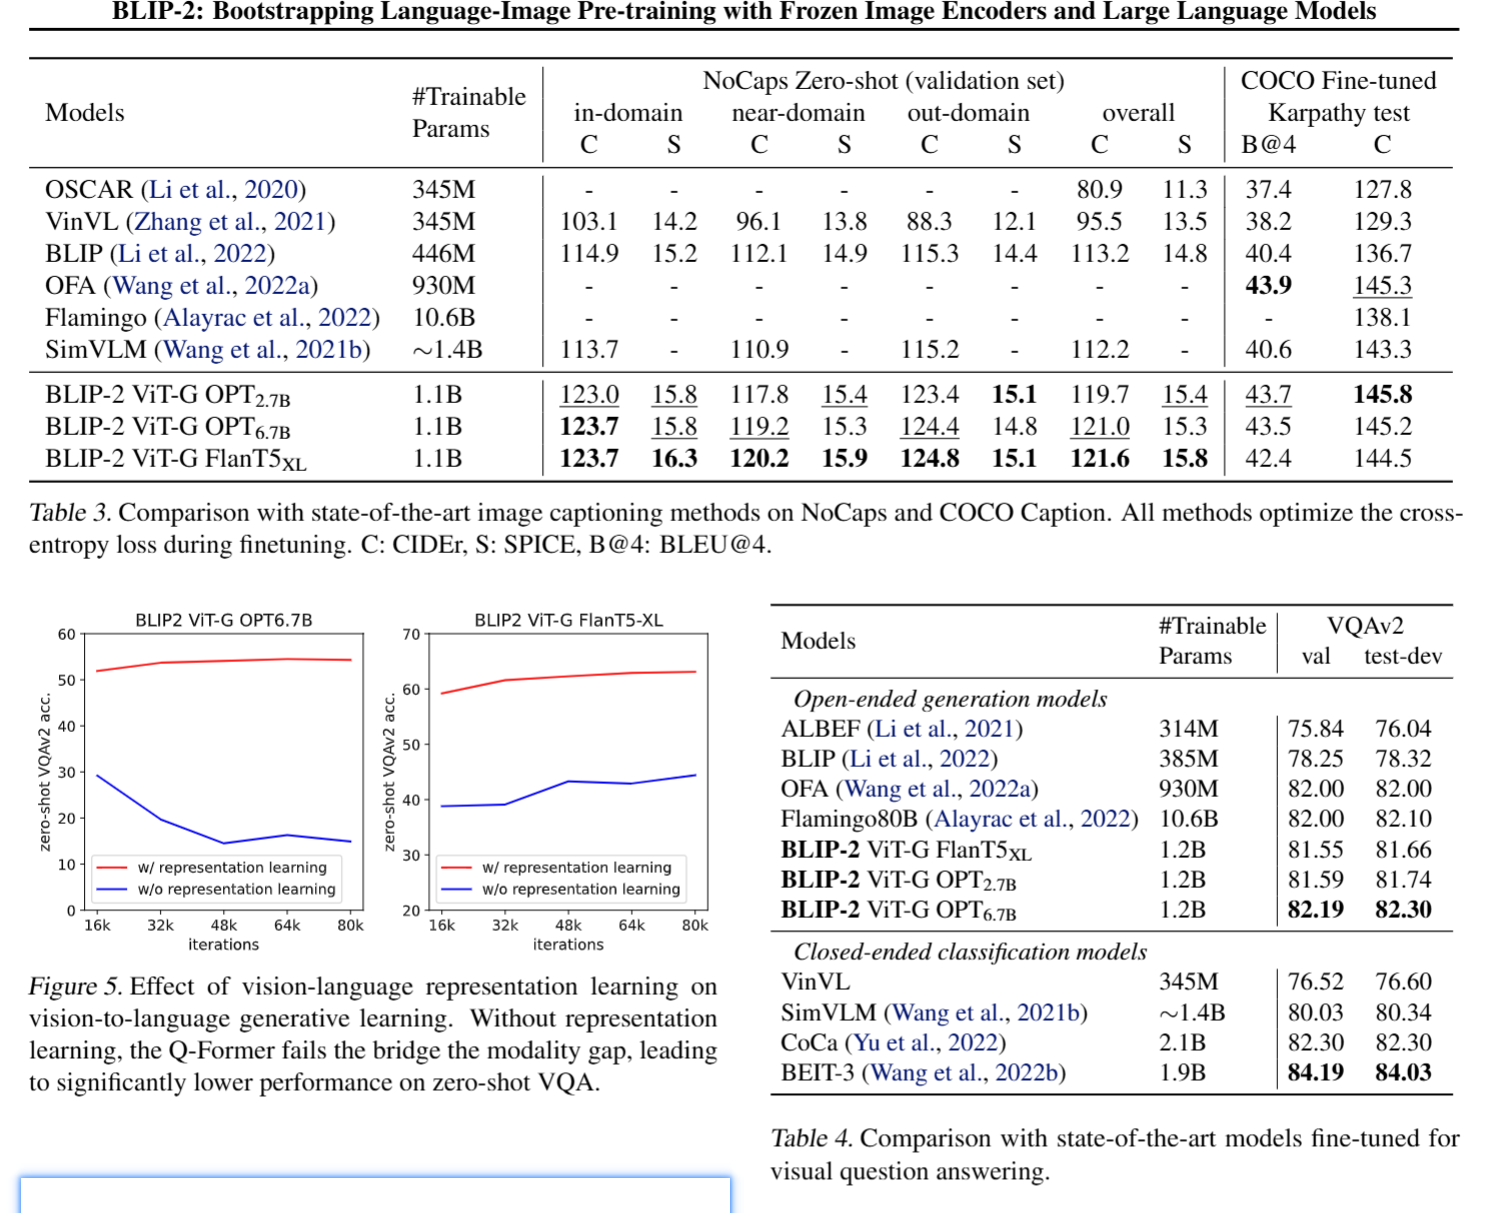 BLIP-2: Bootstrapping Language-Image Pre-training with Frozen Image Encoders and Large Language Models
Models #Trainable Params NoCaps Zero-shot (validation set) COCO Fine-tuned
in-domain near-domain out-domain overall Karpathy test
C S C S C S C S B@4 C
OSCAR (Li et al., 2020) 345M - - - - - - 80.9 11.3 37.4 127.8
VinVL (Zhang et al., 2021) 345M 103.1 14.2 96.1 13.8 88.3 12.1 95.5 13.5 38.2 129.3
BLIP (Li et al., 2022) 446M 114.9 15.2 112.1 14.9 115.3 14.4 113.2 14.8 40.4 136.7
OFA (Wang et al., 2022a) 930M - - - - - - - - 43.9 145.3
Flamingo (Alayrac et al., 2022) 10.6B - - - - - - - - - 138.1
SimVLM (Wang et al., 2021b) ∼1.4B 113.7 - 110.9 - 115.2 - 112.2 - 40.6 143.3
BLIP-2 ViT-G OPT2.7B 1.1B 123.0 15.8 117.8 15.4 123.4 15.1 119.7 15.4 43.7 145.8
BLIP-2 ViT-G OPT6.7B 1.1B 123.7 15.8 119.2 15.3 124.4 14.8 121.0 15.3 43.5 145.2
BLIP-2 ViT-G FlanT5XL 1.1B 123.7 16.3 120.2 15.9 124.8 15.1 121.6 15.8 42.4 144.5
Table 3. Comparison with state-of-the-art image captioning methods on NoCaps and COCO Caption. All methods optimize the cross-
entropy loss during finetuning. C: CIDEr, S: SPICE, B@4: BLEU@4.
BLIP2 ViT-G OPT6.7B
zero-shot VQAv2 acc.
60
50
40
30
20
10
0
w/ representation learning
w/o representation learning
16k 32k 48k 64k 80k
iterations
BLIP2 ViT-G FlanT5-XL
zero-shot VQAv2 acc.
70
60
50
40
30
20
w/ representation learning
w/o representation learning
16k 32k 48k 64k 80k
iterations
Figure 5. Effect of vision-language representation learning on
vision-to-language generative learning. Without representation
learning, the Q-Former fails the bridge the modality gap, leading
to significantly lower performance on zero-shot VQA.
Models #Trainable Params VQAv2
val test-dev
Open-ended generation models
ALBEF (Li et al., 2021) 314M 75.84 76.04
BLIP (Li et al., 2022) 385M 78.25 78.32
OFA (Wang et al., 2022a) 930M 82.00 82.00
Flamingo80B (Alayrac et al., 2022) 10.6B 82.00 82.10
BLIP-2 ViT-G FlanT5XL 1.2B 81.55 81.66
BLIP-2 ViT-G OPT2.7B 1.2B 81.59 81.74
BLIP-2 ViT-G OPT6.7B 1.2B 82.19 82.30
Closed-ended classification models
VinVL 345M 76.52 76.60
SimVLM (Wang et al., 2021b) ∼1.4B 80.03 80.34
CoCa (Yu et al., 2022) 2.1B 82.30 82.30
BEIT-3 (Wang et al., 2022b) 1.9B 84.19 84.03
Table 4. Comparison with state-of-the-art models fine-tuned for
visual question answering.